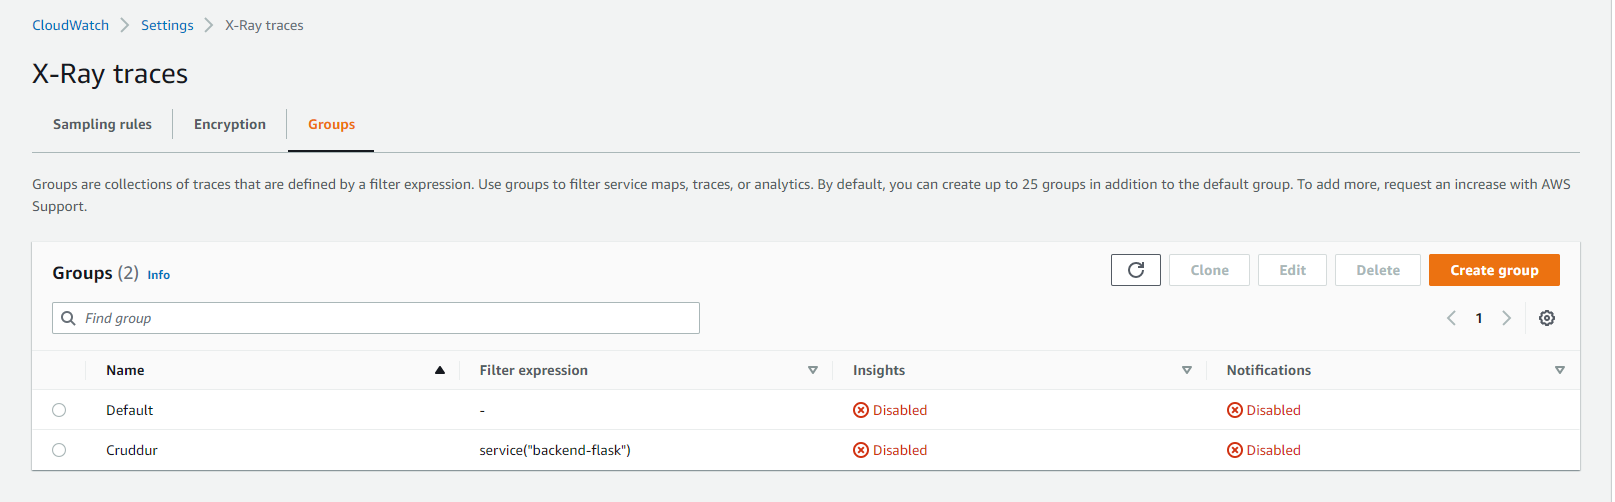 CloudWatch > Settings > X-Ray traces
X-Ray traces
Sampling rules Encryption Groups
Groups are collections of traces that are defined by a filter expression. Use groups to filter service maps, traces, or analytics. By default, you can create up to 25 groups in addition to the default group. To add more, request an increase with AWS
Support.
Groups (2) Info Clone Edit Delete Create group
Find group 1
Name Filter expression Insights Notifications
Default - Disabled Disabled
Cruddur service("backend-flask") Disabled Disabled